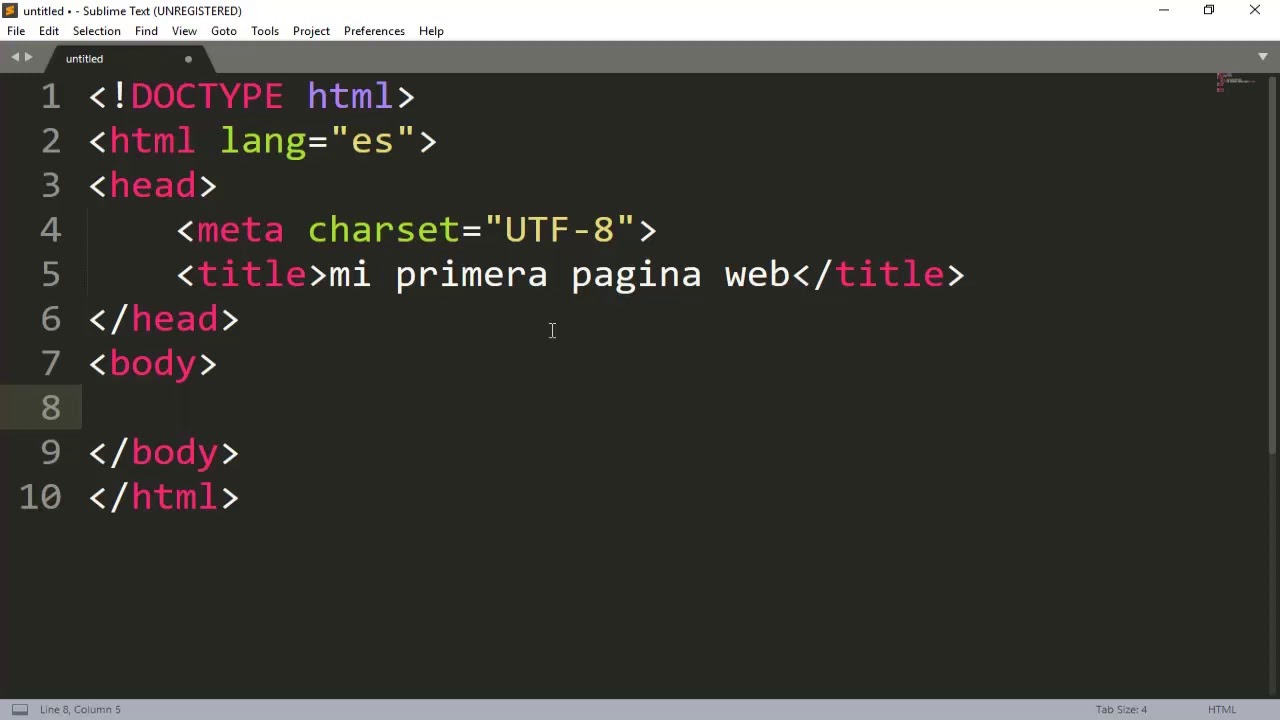 untitled • - Sublime Text (UNREGISTERED)
File Edit Selection Find View Goto Tools Project Preferences Help
untitled
1 <!DOCTYPE html>
2 <html lang="es">
3 <head>
4     <meta charset="UTF-8">
5     <title>mi primera pagina web</title>
6 </head>
7 <body>
8
9 </body>
10 </html>
Line 8, Column 5 Tab Size: 4 HTML